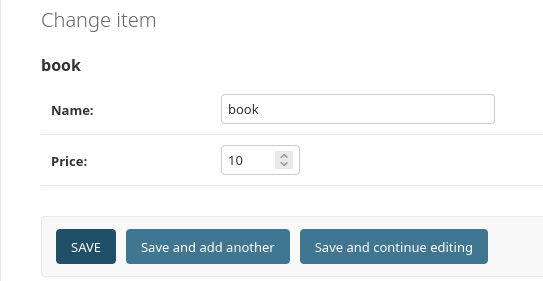 Change item
book
Name: book
Price: 10
SAVE Save and add another Save and continue editing